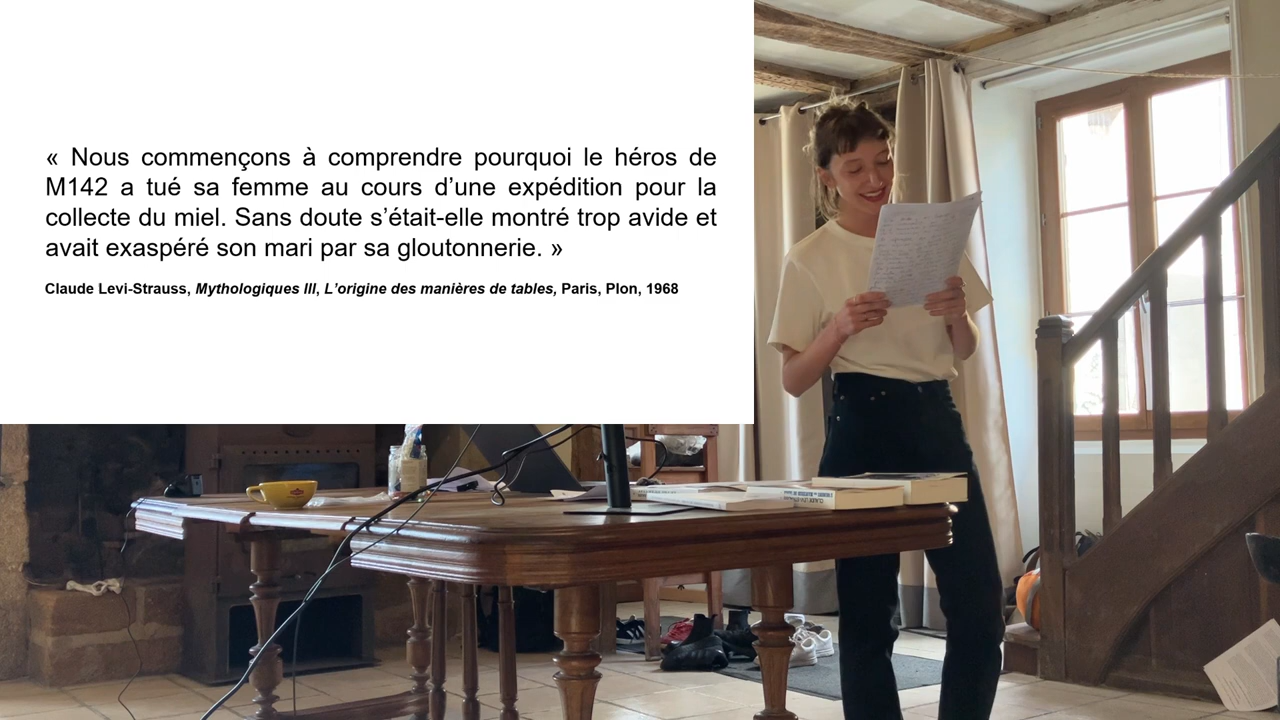 « Nous commençons à comprendre pourquoi le héros de
M142 a tué sa femme au cours d’une expédition pour la
collecte du miel. Sans doute s’était-elle montré trop avide et
avait exaspéré son mari par sa gloutonnerie. »
Claude Levi-Strauss, Mythologiques III, L’origine des manières de tables, Paris, Plon, 1968